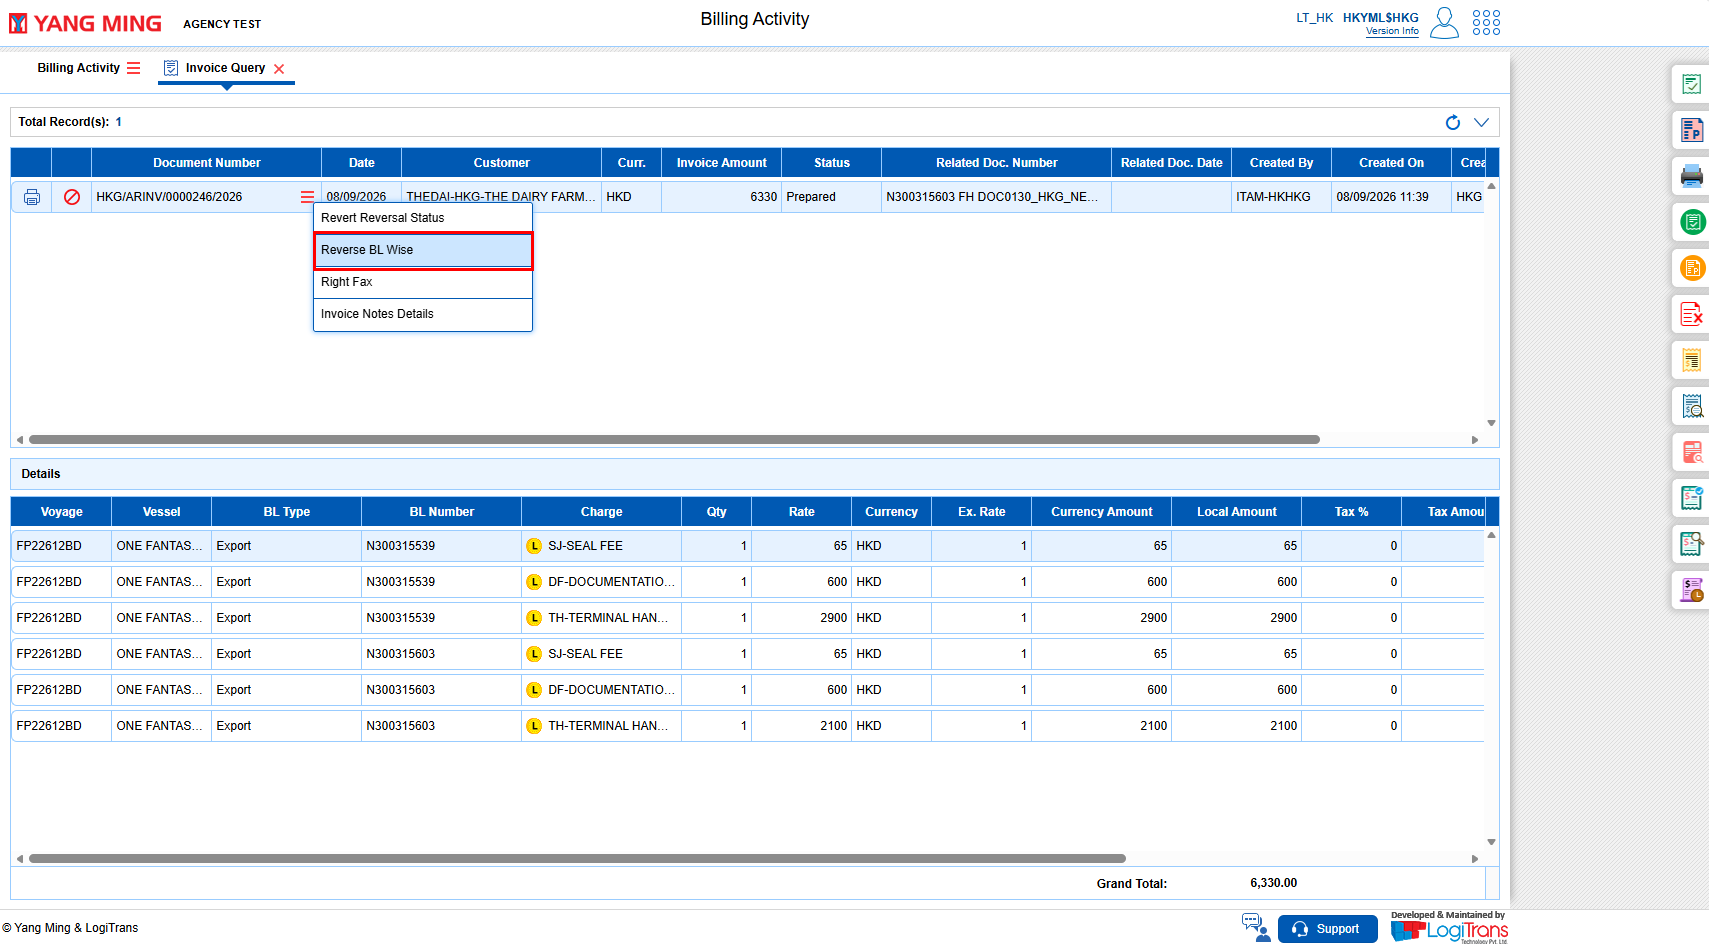 YANG MING AGENCY TEST Billing Activity LT_HK HKYML$HKG
Version Info
Billing Activity Invoice Query
Total Record(s): 1
Document Number Date Customer Curr. Invoice Amount Status Related Doc. Number Related Doc. Date Created By Created On Crea
HKG/ARINV/0000246/2026 08/09/2026 THEDAI-HKG-THE DAIRY FARM... HKD 6330 Prepared N300315603 FH DOC0130_HKG_NE... ITAM-HKHKG 08/09/2026 11:39 HKG
Revert Reversal Status
Reverse BL Wise
Right Fax
Invoice Notes Details
Details
Voyage Vessel BL Type BL Number Charge Qty Rate Currency Ex. Rate Currency Amount Local Amount Tax % Tax Amou
FP22612BD ONE FANTAS... Export N300315539 L SJ-SEAL FEE 1 65 HKD 1 65 65 0
FP22612BD ONE FANTAS... Export N300315539 L DF-DOCUMENTATIO... 1 600 HKD 1 600 600 0
FP22612BD ONE FANTAS... Export N300315539 L TH-TERMINAL HAN... 1 2900 HKD 1 2900 2900 0
FP22612BD ONE FANTAS... Export N300315603 L SJ-SEAL FEE 1 65 HKD 1 65 65 0
FP22612BD ONE FANTAS... Export N300315603 L DF-DOCUMENTATIO... 1 600 HKD 1 600 600 0
FP22612BD ONE FANTAS... Export N300315603 L TH-TERMINAL HAN... 1 2100 HKD 1 2100 2100 0
Grand Total: 6,330.00
© Yang Ming & LogiTrans Support
Developed & Maintained by
LogiTrans
Technology Pvt. Ltd.